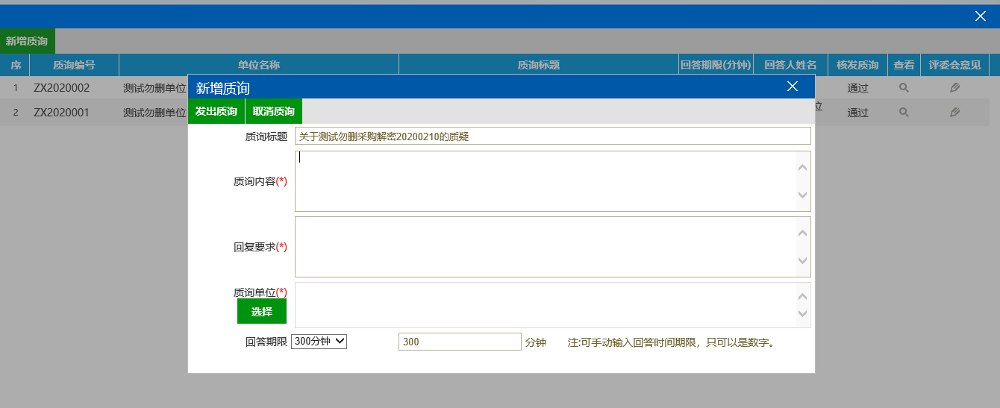 新增质询
序 质询编号 单位名称 质询标题 回答期限(分钟) 回答人姓名 核发质询 查看 评委会意见
1 ZX2020002 测试勿删单位 通过
2 ZX2020001 测试勿删单位 位 通过
新增质询
发出质询 取消质询
质询标题 关于测试勿删采购解密20200210的质疑
质询内容(*)
回复要求(*)
质询单位(*)
选择
回答期限 300分钟 300 分钟 注:可手动输入回答时间期限，只可以是数字。